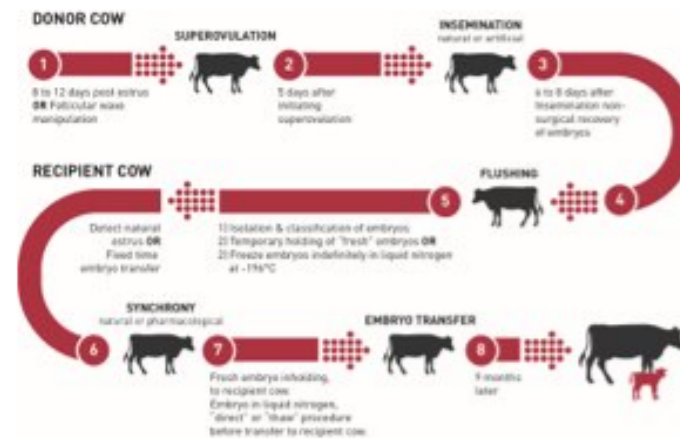 DONOR COW
SUPEROVULATION
INSEMINATION
natural or artificial
1
2
3
8 to 12 days post estrus
OR Follicular wave
manipulation
5 days after
initiating
superovulation
6 to 8 days after
Insemination non-
surgical recovery
of embryos
RECIPIENT COW
FLUSHING
5
4
Detect natural
estrus OR
Fixed time
embryo transfer
1) Isolation & classification of embryos
2) Temporary holding of "fresh" embryos OR
2) Freeze embryos indefinitely in liquid nitrogen
at -196°C
SYNCHRONY
natural or pharmacological
EMBRYO TRANSFER
6
7
8
Fresh embryo inholding,
to recipient cow.
Embryo in liquid nitrogen,
"direct" or "thaw" procedure
before transfer to recipient cow.
9 months
later